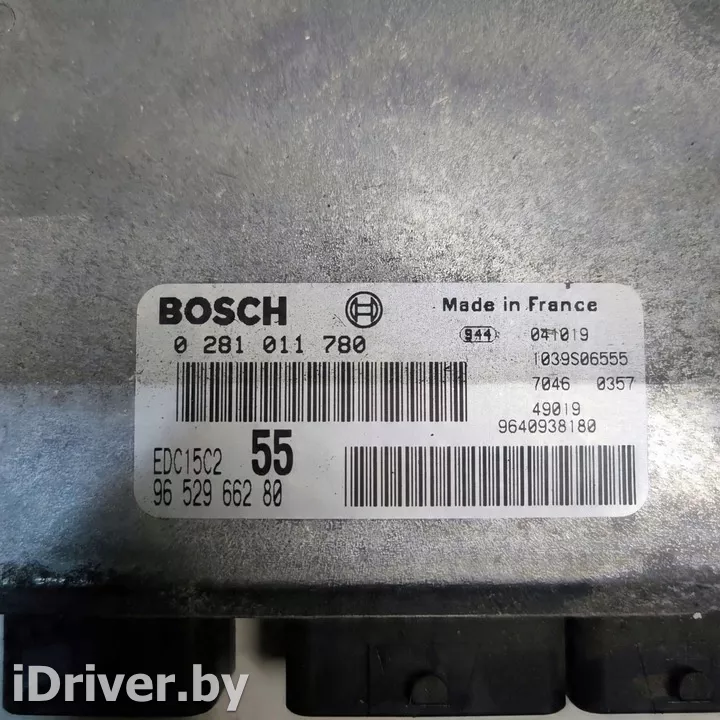 BOSCH
Made in France
0 281 011 780
944 041019
1039S06555
7046 0357
49019
9640938180
EDC15C2 55
96 529 662 80
iDriver.by